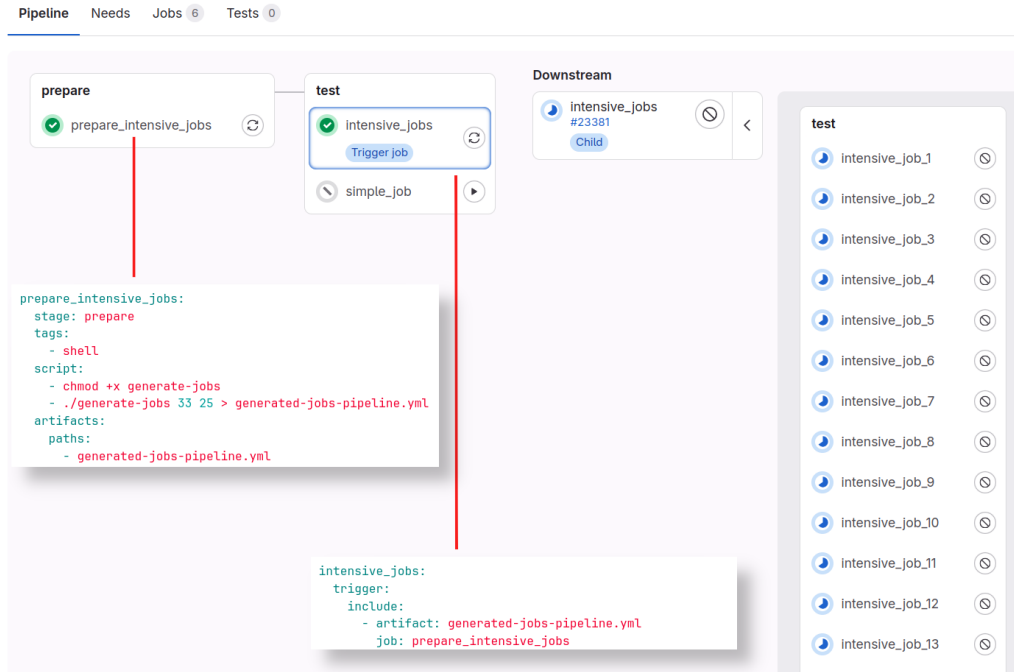 Pipeline Needs Jobs 6 Tests 0
prepare
prepare_intensive_jobs
test
intensive_jobs
Trigger job
simple_job
Downstream
intensive_jobs
#23381
Child
test
intensive_job_1
intensive_job_2
intensive_job_3
intensive_job_4
intensive_job_5
intensive_job_6
intensive_job_7
intensive_job_8
intensive_job_9
intensive_job_10
intensive_job_11
intensive_job_12
intensive_job_13
prepare_intensive_jobs:
  stage: prepare
  tags:
    - shell
  script:
    - chmod +x generate-jobs
    - ./generate-jobs 33 25 > generated-jobs-pipeline.yml
  artifacts:
    paths:
      - generated-jobs-pipeline.yml
intensive_jobs:
  trigger:
    include:
      - artifact: generated-jobs-pipeline.yml
        job: prepare_intensive_jobs